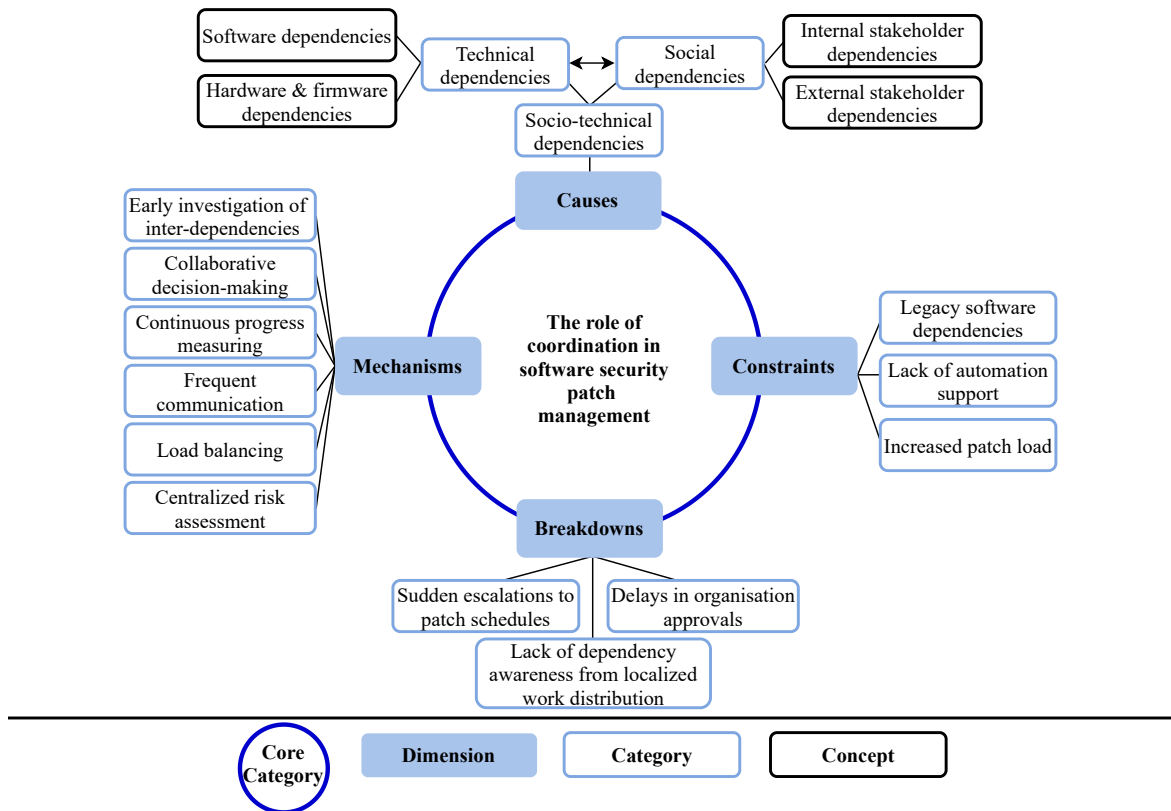 Software dependencies
Hardware & firmware
dependencies
Technical
dependencies
Social
dependencies
Internal stakeholder
dependencies
External stakeholder
dependencies
Socio-technical
dependencies
Causes
Early investigation of
inter-dependencies
Collaborative
decision-making
Continuous progress
measuring
Frequent
communication
Load balancing
Centralized risk
assessment
Mechanisms
The role of
coordination in
software security
patch
management
Constraints
Legacy software
dependencies
Lack of automation
support
Increased patch load
Breakdowns
Sudden escalations to
patch schedules
Delays in organisation
approvals
Lack of dependency
awareness from localized
work distribution
Core
Category
Dimension
Category
Concept